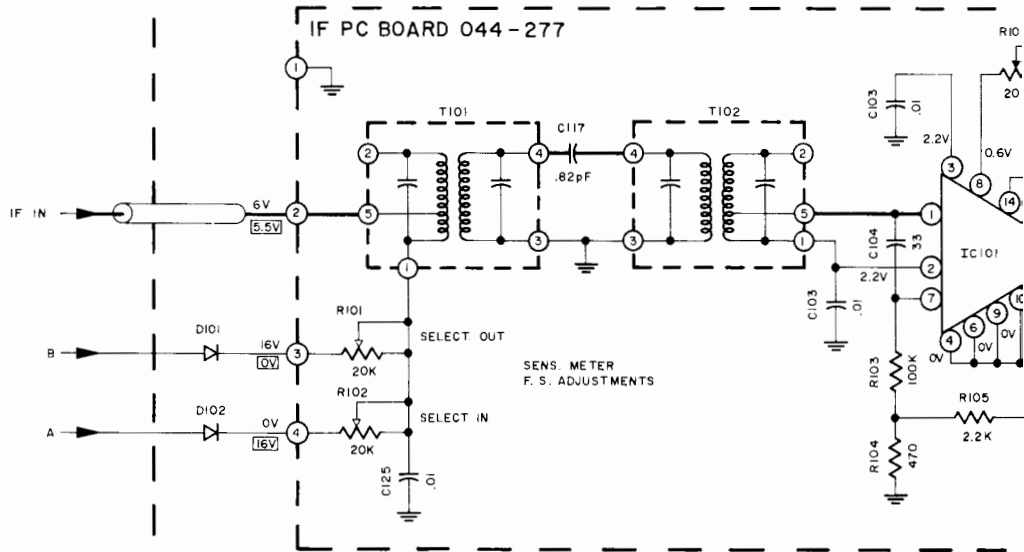 IF PC BOARD 044-277
R10
20
1
T101
C117
.82pF
T102
C103
.01
2.2V
0.6V
3
8
14
2
4
4
2
IF IN
6V
5.5V
2
5
5
1
C104
33
IC101
3
3
1
2.2V
2
1
C103
.01
7
10
9
6
4
0V
0V
0V
R101
SELECT OUT
D101
16V
0V
B
3
20K
SENS. METER
F. S. ADJUSTMENTS
R103
100K
R102
SELECT IN
D102
0V
16V
A
4
20K
R105
2.2K
C125
.01
R104
470